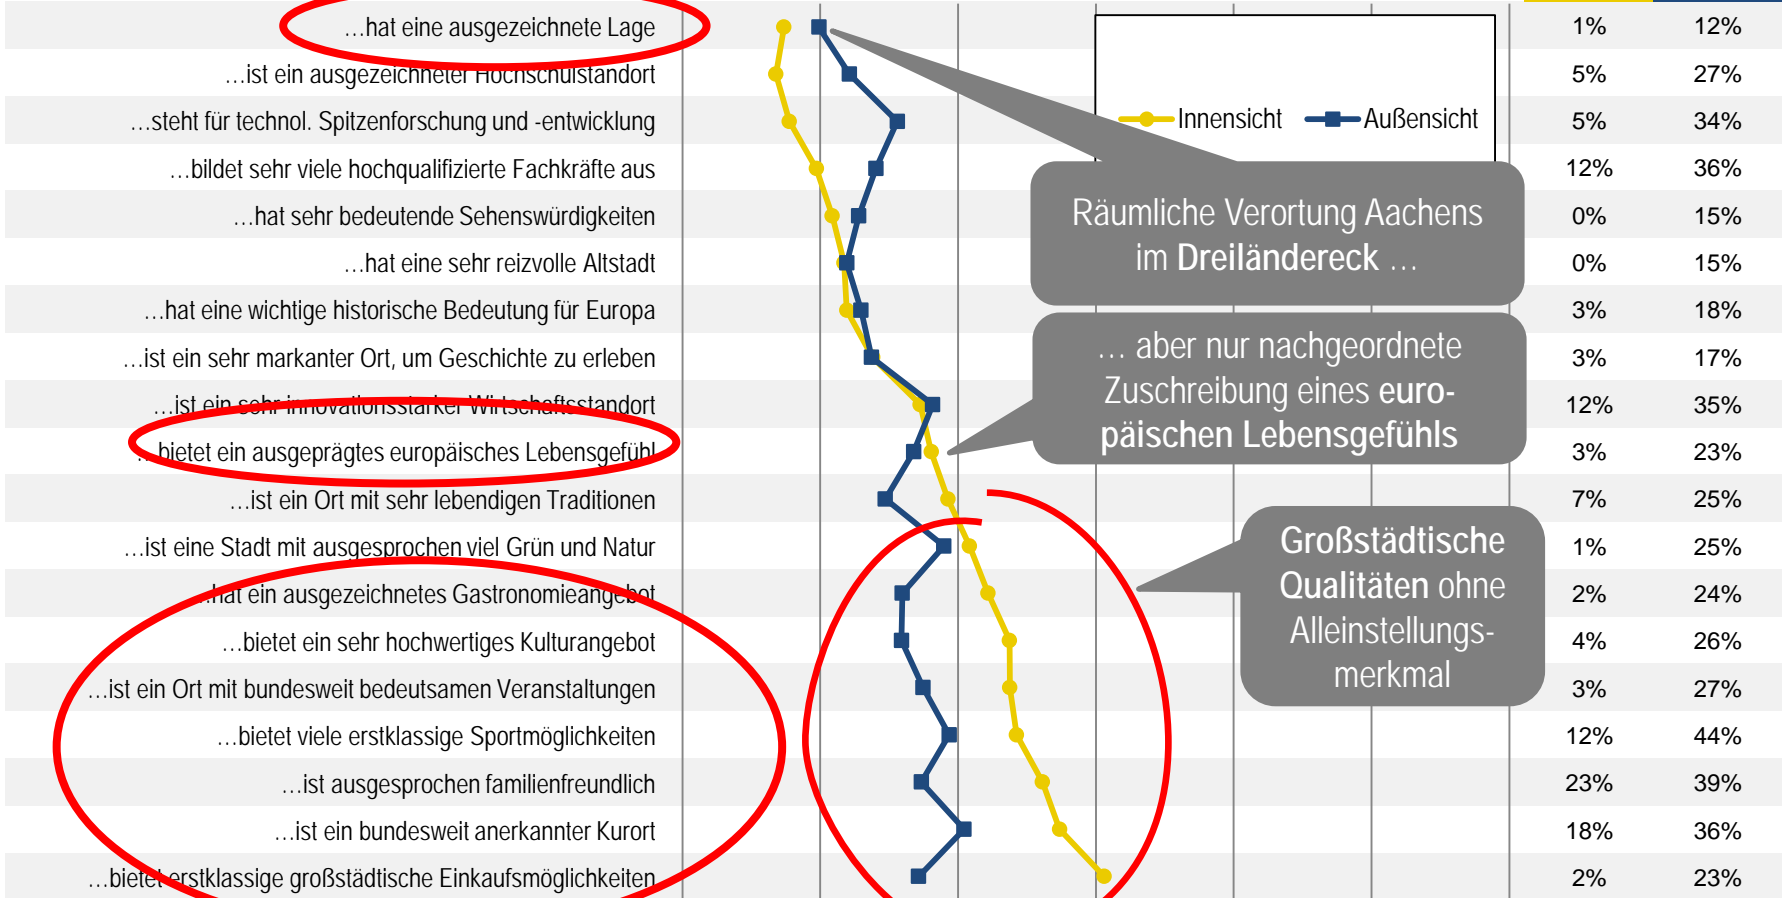 …hat eine ausgezeichnete Lage 1% 12%
…ist ein ausgezeichneter Hochschulstandort 5% 27%
Innensicht Außensicht
…steht für technol. Spitzenforschung und -entwicklung 5% 34%
…bildet sehr viele hochqualifizierte Fachkräfte aus 12% 36%
Räumliche Verortung Aachens
im Dreiländereck …
…hat sehr bedeutende Sehenswürdigkeiten 0% 15%
…hat eine sehr reizvolle Altstadt 0% 15%
…hat eine wichtige historische Bedeutung für Europa 3% 18%
…ist ein sehr markanter Ort, um Geschichte zu erleben 3% 17%
… aber nur nachgeordnete
Zuschreibung eines euro-
päischen Lebensgefühls
…ist ein sehr innovationsstarker Wirtschaftsstandort 12% 35%
…bietet ein ausgeprägtes europäisches Lebensgefühl 3% 23%
…ist ein Ort mit sehr lebendigen Traditionen 7% 25%
…ist eine Stadt mit ausgesprochen viel Grün und Natur 1% 25%
Großstädtische
Qualitäten ohne
Alleinstellungs-
merkmal
…hat ein ausgezeichnetes Gastronomieangebot 2% 24%
…bietet ein sehr hochwertiges Kulturangebot 4% 26%
…ist ein Ort mit bundesweit bedeutsamen Veranstaltungen 3% 27%
…bietet viele erstklassige Sportmöglichkeiten 12% 44%
…ist ausgesprochen familienfreundlich 23% 39%
…ist ein bundesweit anerkannter Kurort 18% 36%
…bietet erstklassige großstädtische Einkaufsmöglichkeiten 2% 23%